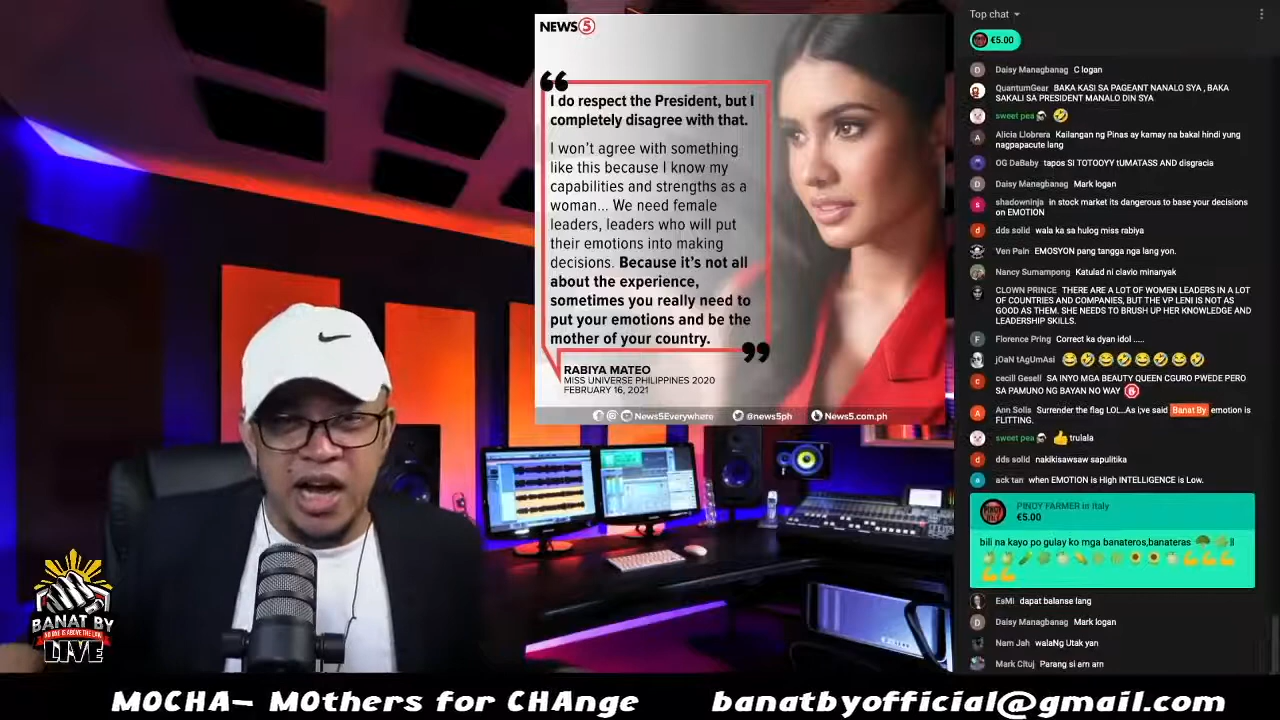 NEWS5
“
I do respect the President, but I
completely disagree with that.
I won't agree with something
like this because I know my
capabilities and strengths as a
woman... We need female
leaders, leaders who will put
their emotions into making
decisions. Because it's not all
about the experience,
sometimes you really need to
put your emotions and be the
mother of your country.
”
RABIYA MATEO
MISS UNIVERSE PHILIPPINES 2020
FEBRUARY 16, 2021
News5Everywhere @news5ph News5.com.ph
BANAT BY
NO ONE IS ABOVE THE LAW
LIVE
MOCHA- MOthers for CHAnge banatbyofficial@gmail.com
Top chat
€5.00
Daisy Managbanag C logan
QuantumGear BAKA KASI SA PAGEANT NANALO SYA , BAKA
SAKALI SA PRESIDENT MANALO DIN SYA
sweet pea 🤣
Alicia Llobrera Kailangan ng Pinas ay kamay na bakal hindi yung
nagpapacute lang
OG DaBaby tapos SI TOTOOYY tUMATASS AND disgracia
Daisy Managbanag Mark logan
shadowninja in stock market its dangerous to base your decisions
on EMOTION
dds solid wala ka sa hulog miss rabiya
Ven Pain EMOSYON pang tangga nga lang yon.
Nancy Sumampong Katulad ni clavio minanyak
CLOWN PRINCE THERE ARE A LOT OF WOMEN LEADERS IN A LOT
OF COUNTRIES AND COMPANIES, BUT THE VP LENI IS NOT AS
GOOD AS THEM. SHE NEEDS TO BRUSH UP HER KNOWLEDGE AND
LEADERSHIP SKILLS.
Florence Pring Correct ka dyan idol .....
jOaN tAgUmAsi 😂🤣😂🤣😂🤣😂🤣
cecill Gesell SA INYO MGA BEAUTY QUEEN CGURO PWEDE PERO
SA PAMUNO NG BAYAN NO WAY
Ann Solis Surrender the flag LOL...As i;ve said Banat By emotion is
FLITTING.
sweet pea 👍trulala
dds solid nakikisawsaw sapulitika
ack tan when EMOTION is High INTELLIGENCE is Low.
PINOY FARMER in Italy
€5.00
bili na kayo po gulay ko mga banateros,banateras
EaMi dapat balanse lang
Daisy Managbanag Mark logan
Nam Jah walaNg Utak yan
Mark Cltuj Parang si arn arn